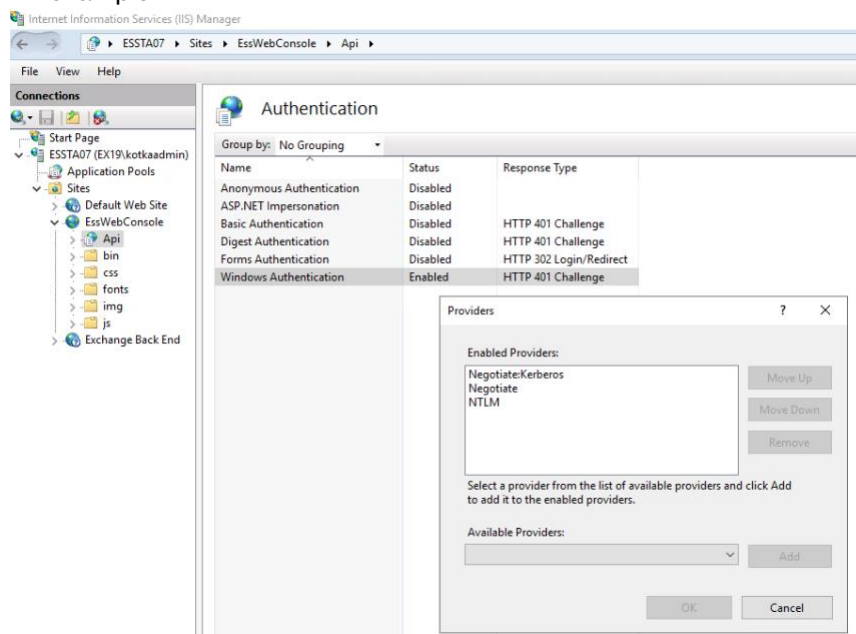 Internet Information Services (IIS) Manager
ESSTA07 Sites EssWebConsole Api
File View Help
Connections
Start Page
ESSTA07 (EX19\kotkaadmin)
Application Pools
Sites
Default Web Site
EssWebConsole
Api
bin
css
fonts
img
js
Exchange Back End
Authentication
Group by: No Grouping
Name Status Response Type
Anonymous Authentication Disabled
ASP.NET Impersonation Disabled
Basic Authentication Disabled HTTP 401 Challenge
Digest Authentication Disabled HTTP 401 Challenge
Forms Authentication Disabled HTTP 302 Login/Redirect
Windows Authentication Enabled HTTP 401 Challenge
Providers ? X
Enabled Providers:
Negotiate:Kerberos
Negotiate
NTLM
Move Up
Move Down
Remove
Select a provider from the list of available providers and click Add
to add it to the enabled providers.
Available Providers:
Add
OK Cancel